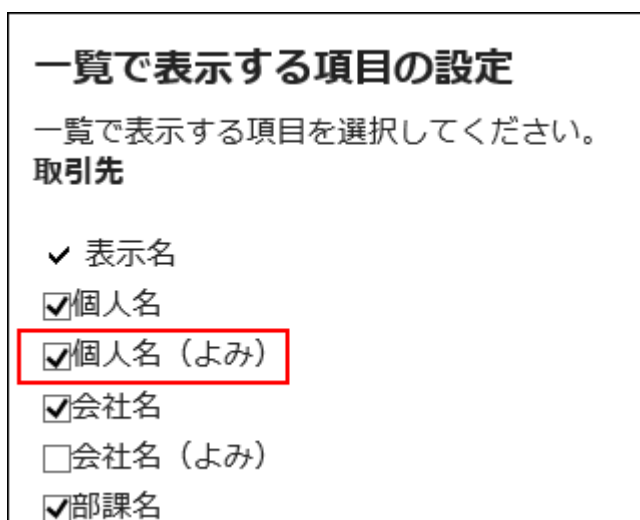 一覧で表示する項目の設定
一覧で表示する項目を選択してください。
取引先
表示名
個人名
個人名（よみ）
会社名
会社名（よみ）
部課名